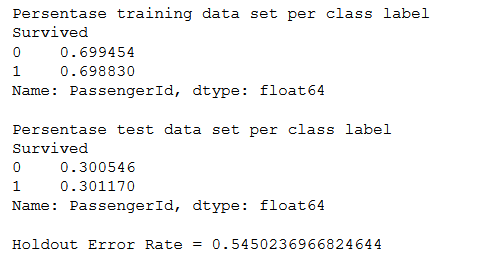 Persentase training data set per class label
Survived
0    0.699454
1    0.698830
Name: PassengerId, dtype: float64

Persentase test data set per class label
Survived
0    0.300546
1    0.301170
Name: PassengerId, dtype: float64

Holdout Error Rate = 0.5450236966824644